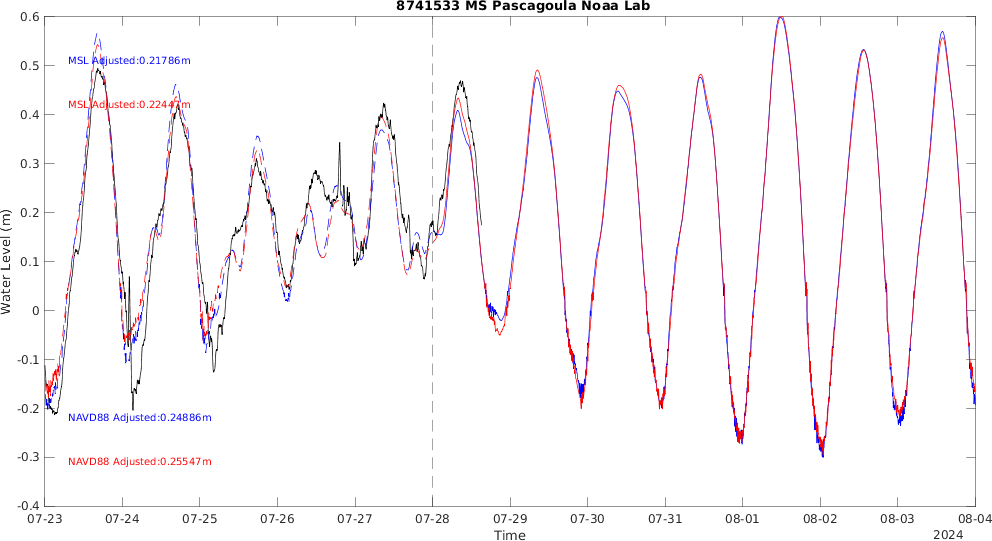 8741533 MS Pascagoula Noaa Lab
0.6
0.5
0.4
0.3
0.2
0.1
0
-0.1
-0.2
-0.3
-0.4
Water Level (m)
MSL Adjusted:0.21786m
MSL Adjusted:0.22447m
NAVD88 Adjusted:0.24886m
NAVD88 Adjusted:0.25547m
07-23 07-24 07-25 07-26 07-27 07-28 07-29 07-30 07-31 08-01 08-02 08-03 08-04
Time
2024